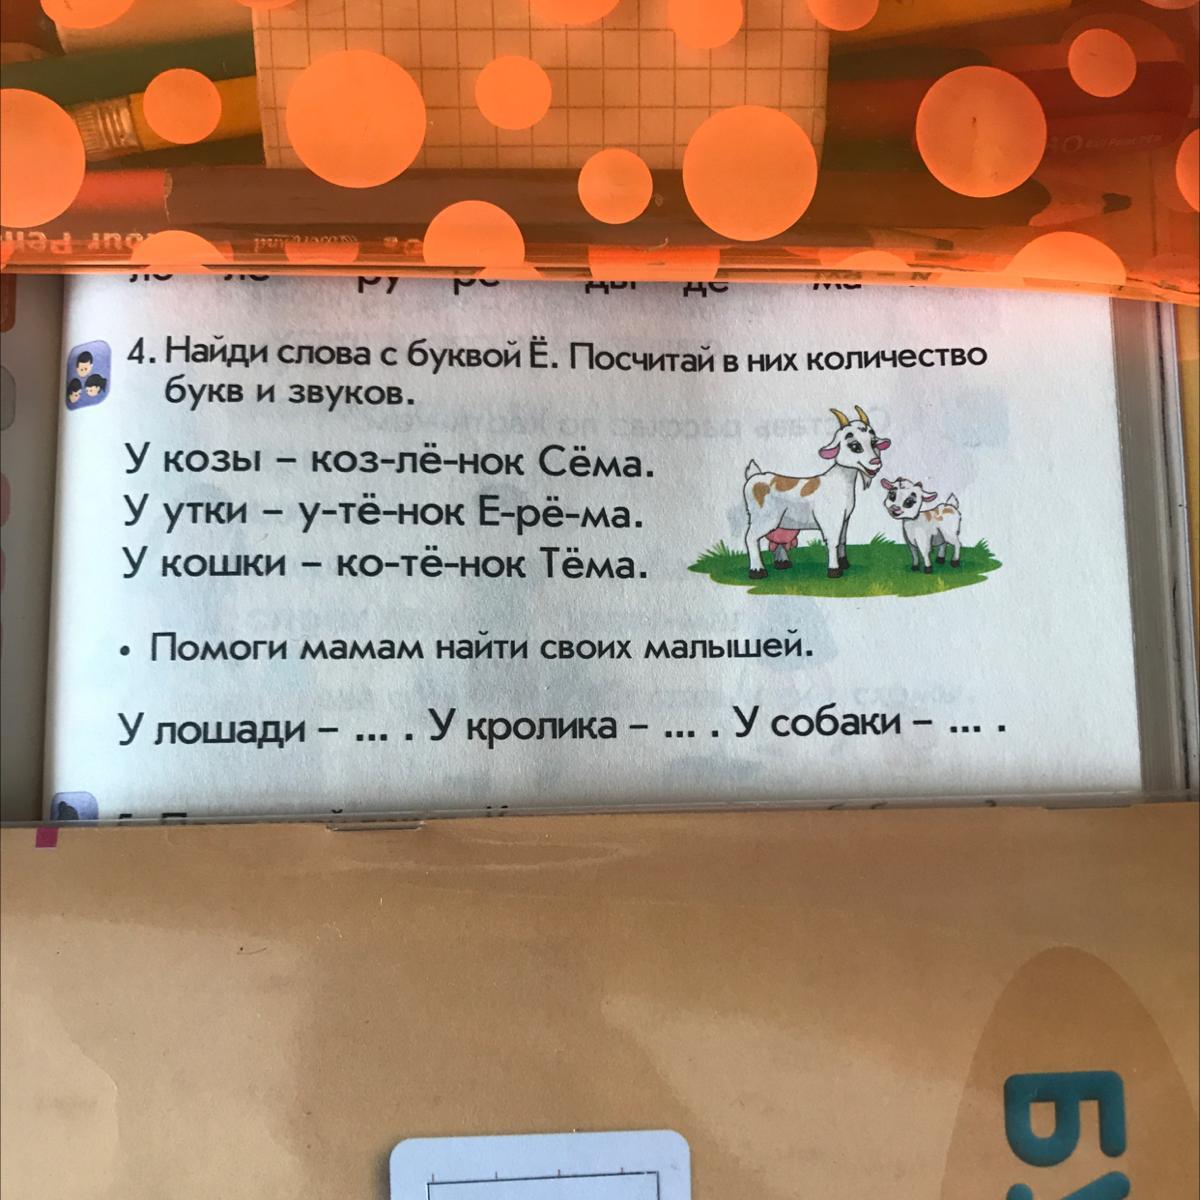 4. Найди слова с буквой Ё. Посчитай в них количество
букв и звуков.
У козы – коз-лё-нок Сёма.
У утки – у-тё-нок Е-рё-ма.
У кошки – ко-тё-нок Тёма.
• Помоги мамам найти своих малышей.
У лошади – ... . У кролика – ... . У собаки – ... .